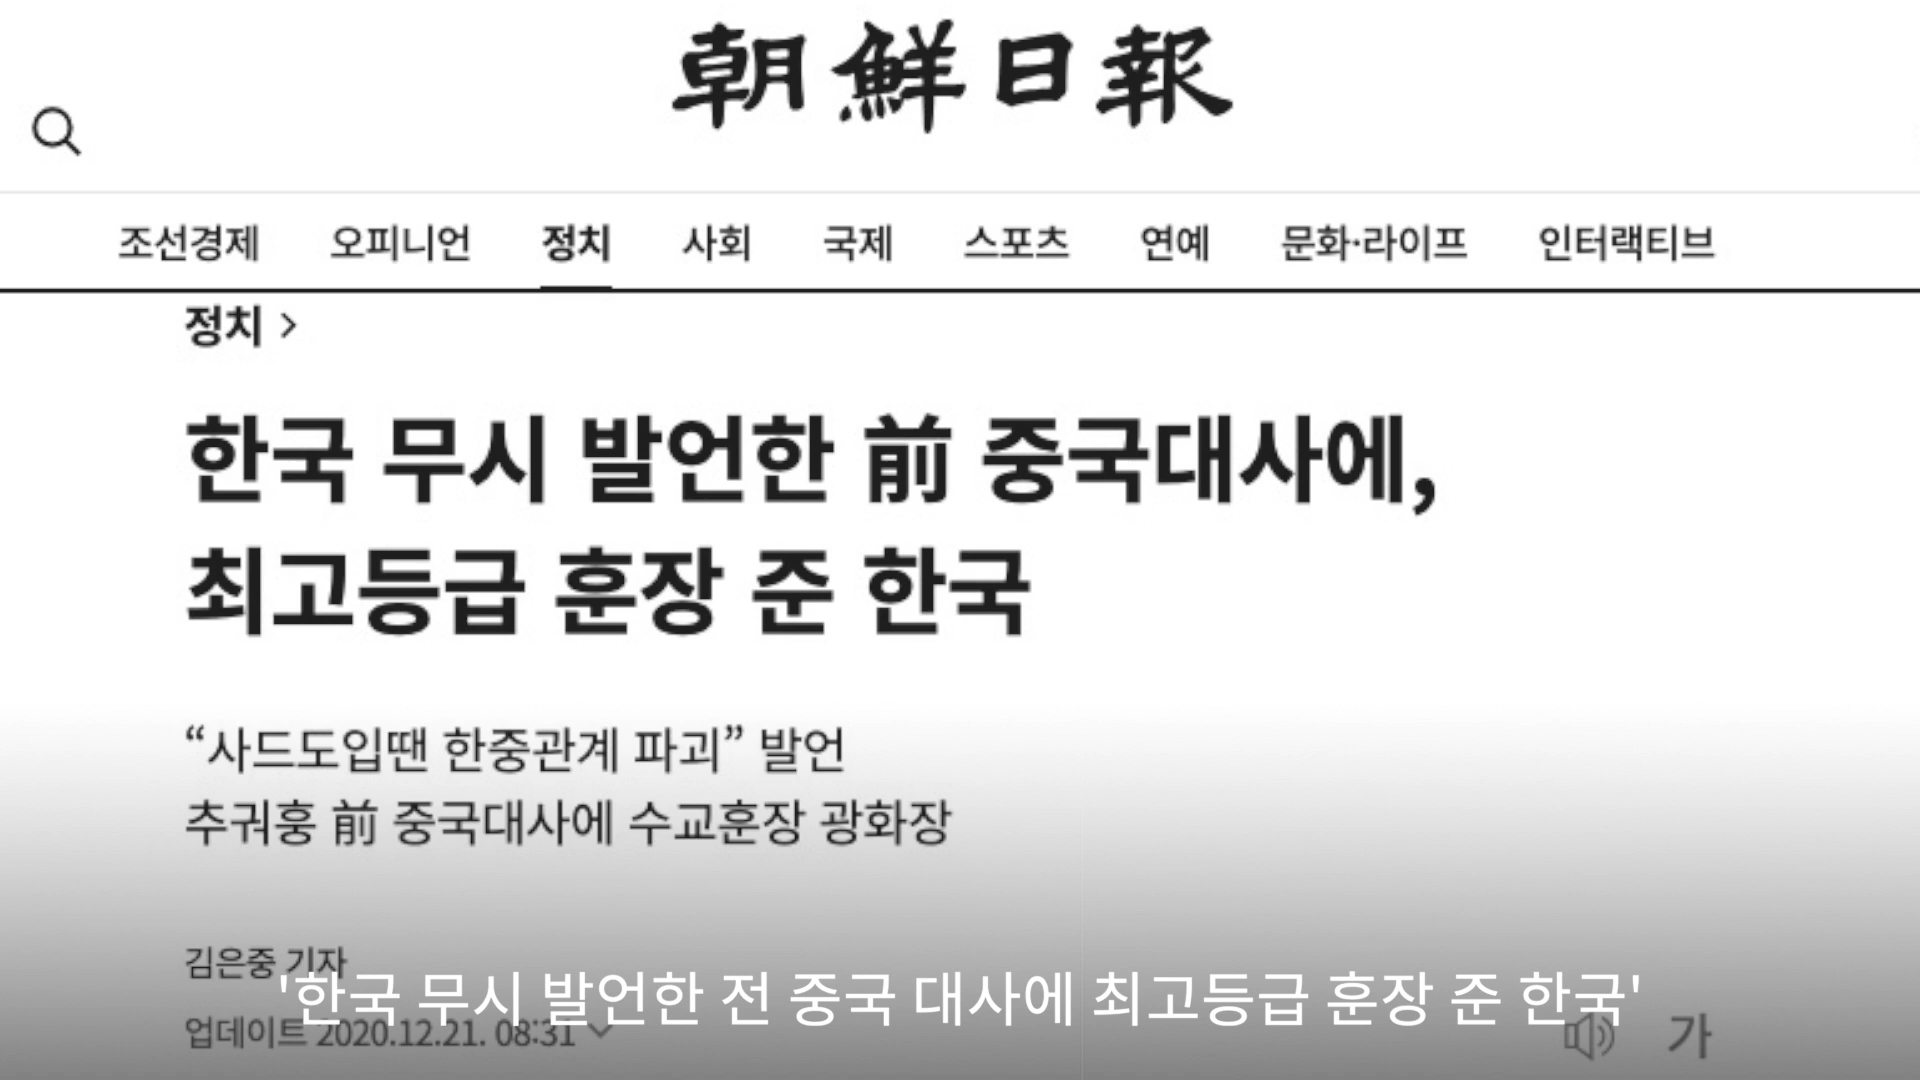 朝鮮日報
조선경제 오피니언 정치 사회 국제 스포츠 연예 문화·라이프 인터랙티브
정치 >
한국 무시 발언한 前 중국대사에,
최고등급 훈장 준 한국
“사드도입땐 한중관계 파괴” 발언
추궈훙 前 중국대사에 수교훈장 광화장
김은중 기자
'한국 무시 발언한 전 중국 대사에 최고등급 훈장 준 한국'
업데이트 2020.12.21. 08:31
가